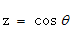 z = cos θ